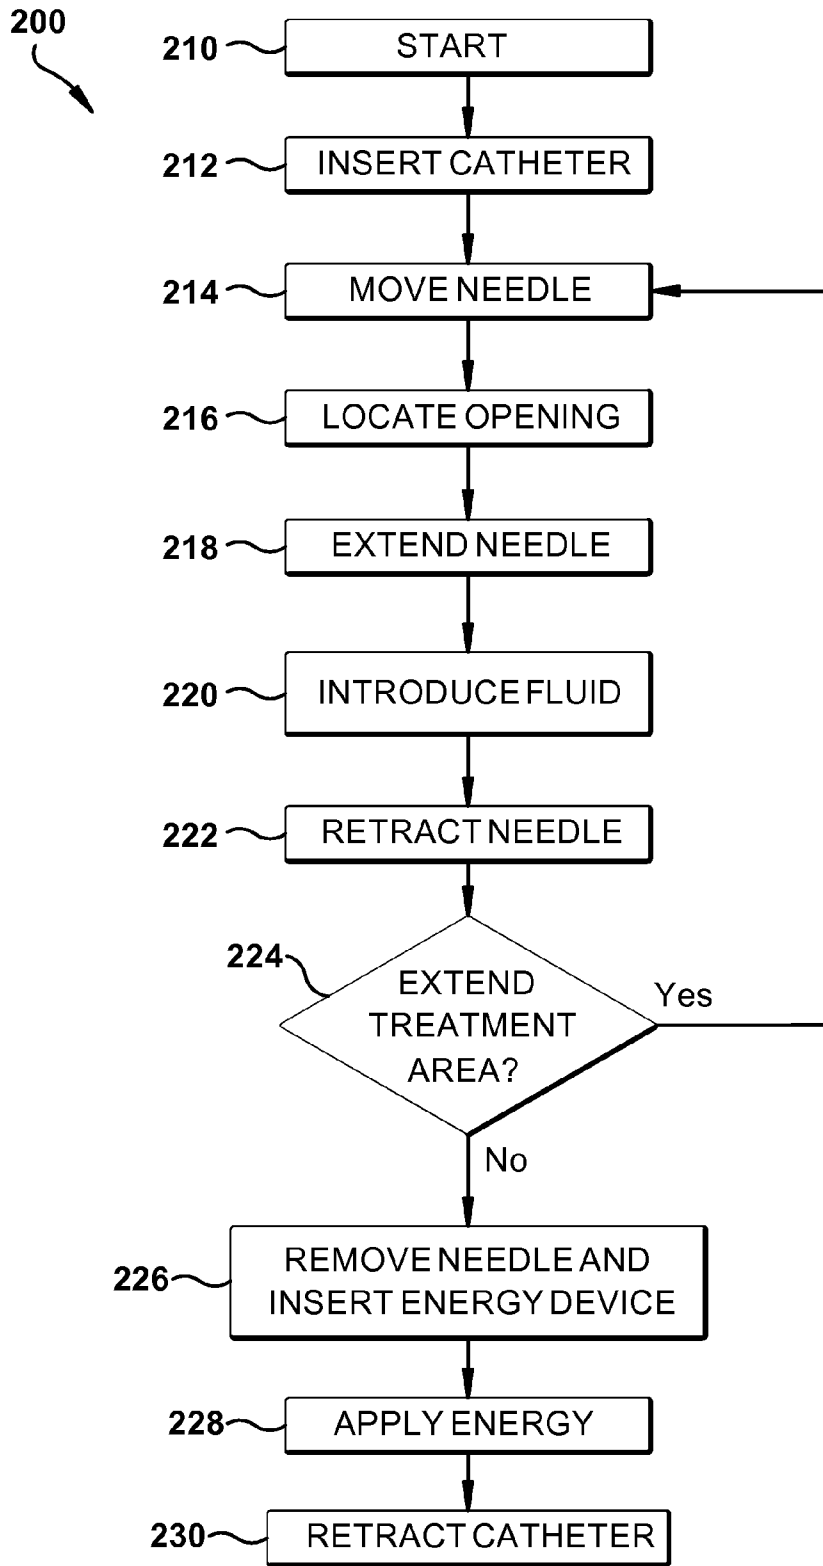 200
210 START
212 INSERT CATHETER
214 MOVE NEEDLE
216 LOCATE OPENING
218 EXTEND NEEDLE
220 INTRODUCE FLUID
222 RETRACT NEEDLE
224
EXTEND
TREATMENT
AREA?
Yes
No
226
REMOVE NEEDLE AND
INSERT ENERGY DEVICE
228 APPLY ENERGY
230 RETRACT CATHETER